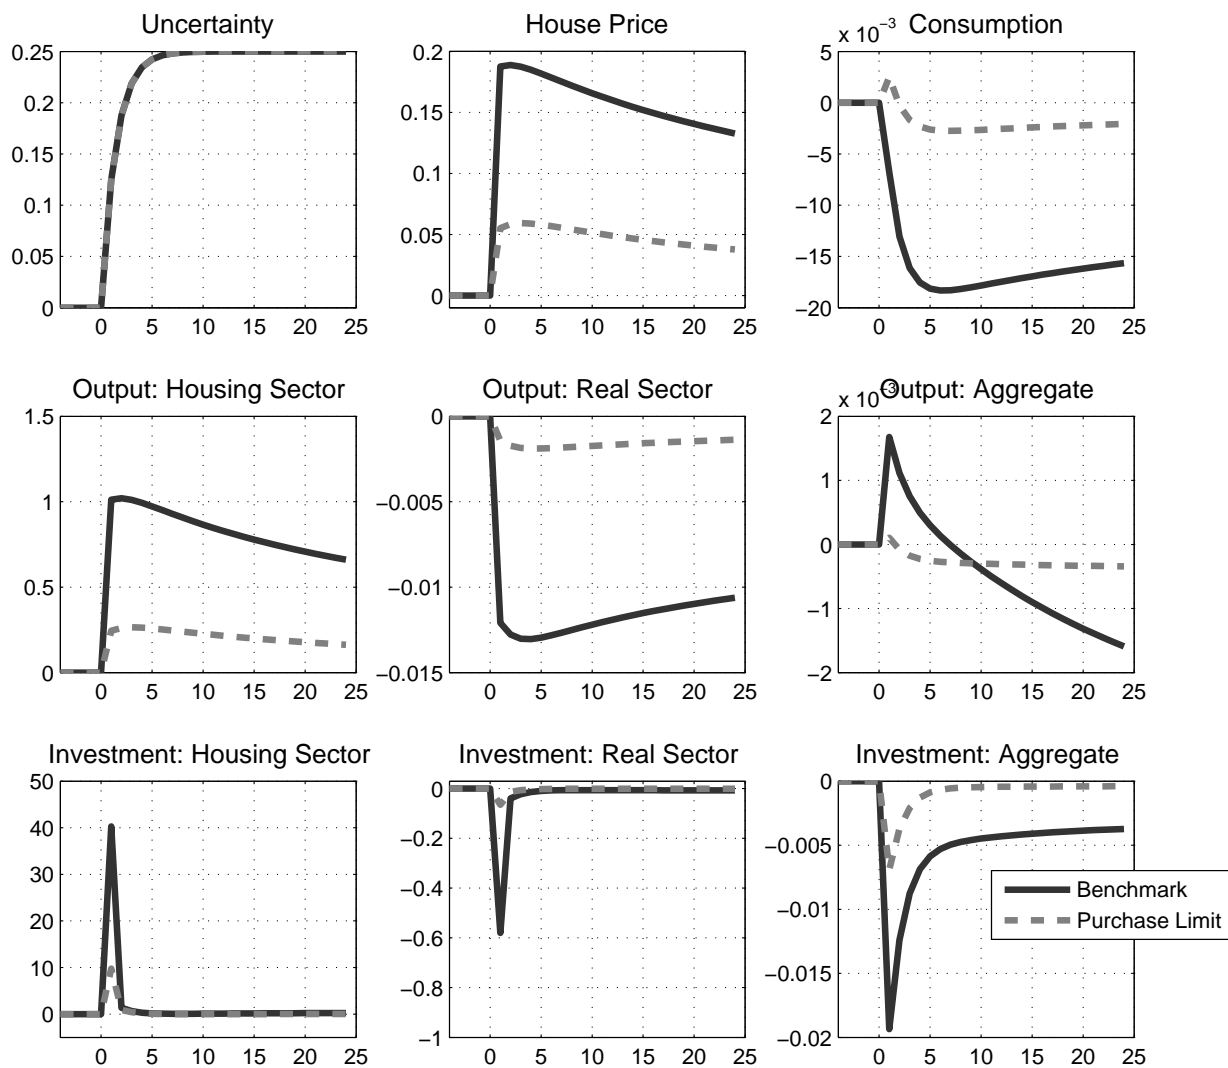 Uncertainty
0.25
0.2
0.15
0.1
0.05
0
0 5 10 15 20 25
House Price
0.2
0.15
0.1
0.05
0
0 5 10 15 20 25
x 10⁻³ Consumption
5
0
−5
−10
−15
−20
0 5 10 15 20 25
Output: Housing Sector
1.5
1
0.5
0
0 5 10 15 20 25
Output: Real Sector
0
−0.005
−0.01
−0.015
0 5 10 15 20 25
x 10⁻³ Output: Aggregate
2
1
0
−1
−2
0 5 10 15 20 25
Investment: Housing Sector
50
40
30
20
10
0
0 5 10 15 20 25
Investment: Real Sector
0
−0.2
−0.4
−0.6
−0.8
−1
0 5 10 15 20 25
Investment: Aggregate
0
−0.005
−0.01
−0.015
−0.02
0 5 10 15 20 25
Benchmark
Purchase Limit